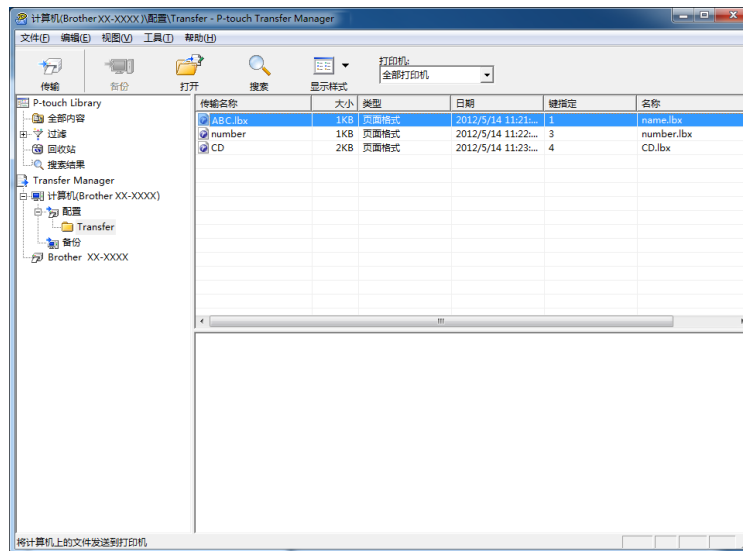 计算机(Brother XX-XXXX )\配置\Transfer - P-touch Transfer Manager
文件(F) 编辑(E) 视图(V) 工具(T) 帮助(H)
传输 备份 打开 搜索 显示样式 打印机: 全部打印机
P-touch Library
全部内容
过滤
回收站
搜索结果
Transfer Manager
计算机(Brother XX-XXXX)
配置
Transfer
备份
Brother XX-XXXX
传输名称 大小 类型 日期 键指定 名称
ABC.lbx 1KB 页面格式 2012/5/14 11:21:... 1 name.lbx
number 1KB 页面格式 2012/5/14 11:22:... 3 number.lbx
CD 2KB 页面格式 2012/5/14 11:23:... 4 CD.lbx
将计算机上的文件发送到打印机